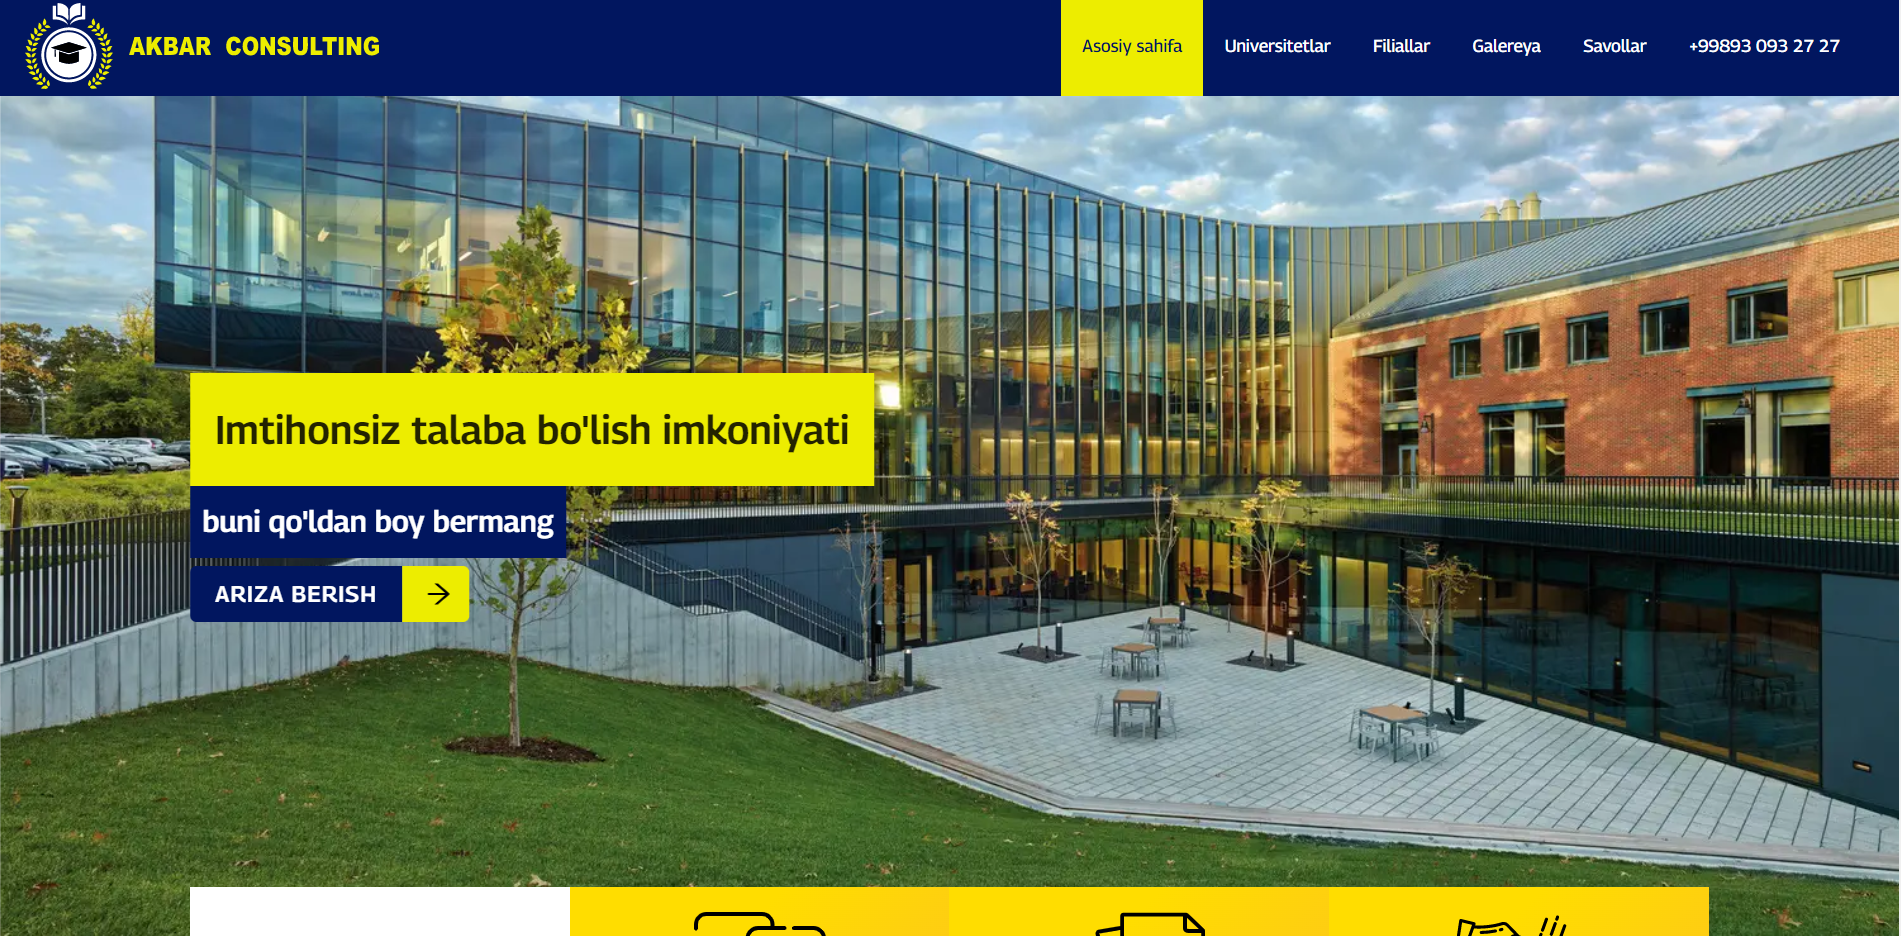 AKBAR CONSULTING
Asosiy sahifa
Universitetlar
Filiallar
Galereya
Savollar
+99893 093 27 27
Imtihonsiz talaba bo'lish imkoniyati
buni qo'ldan boy bermang
ARIZA BERISH